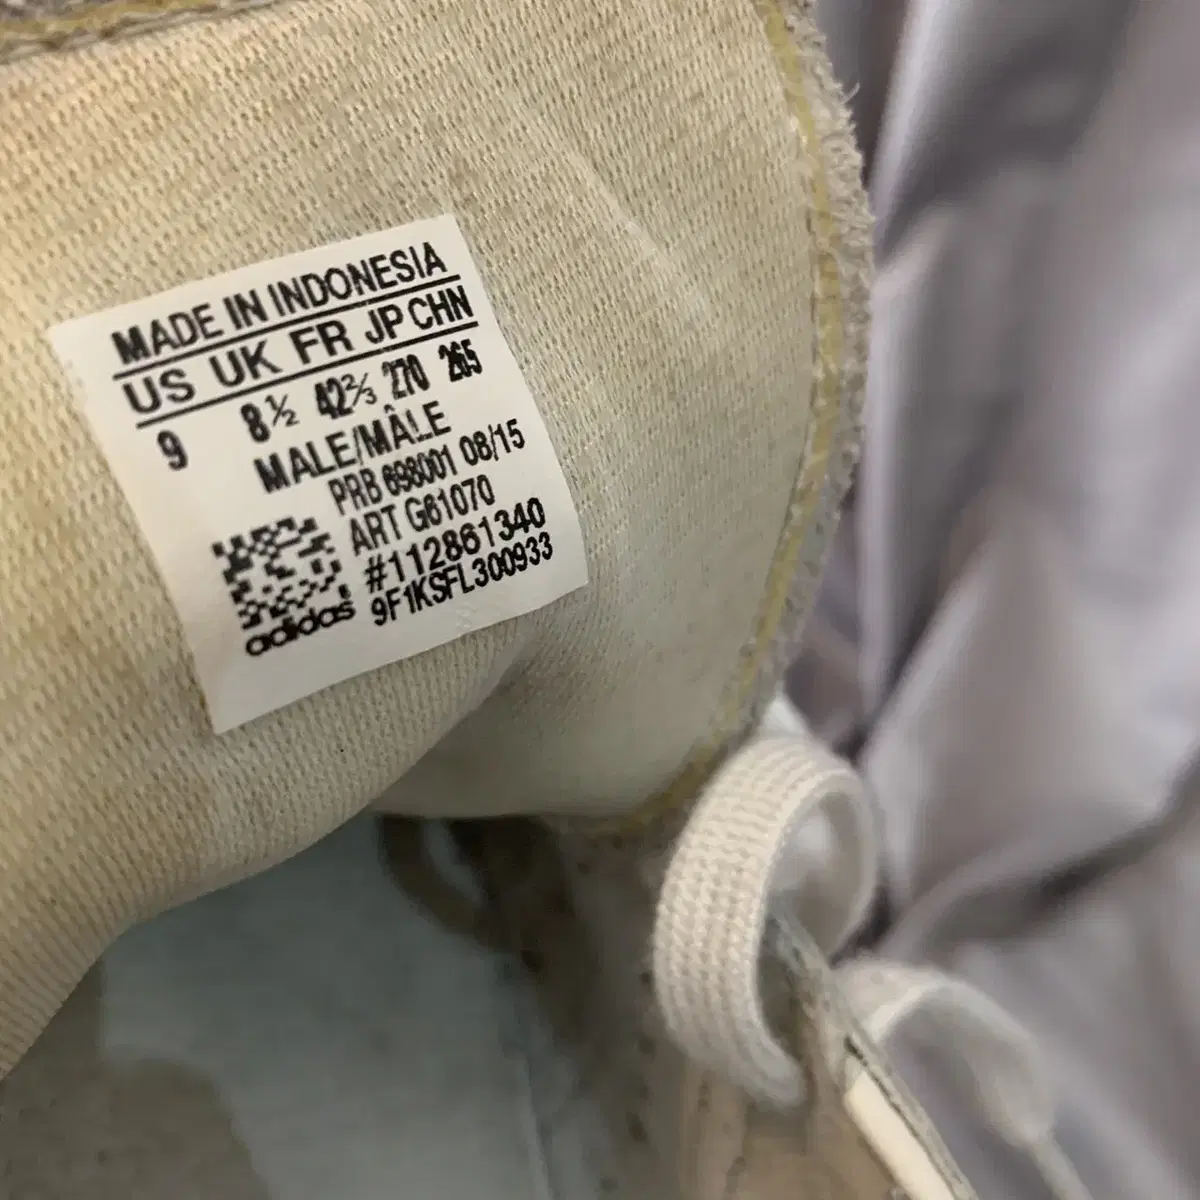 MADE IN INDONESIA
US UK FR JP CHN
9 8½ 42⅔ 270 265
MALE/MÂLE
PRB 698001 08/15
ART G61070
#112861340
9F1KSFL300933
adidas